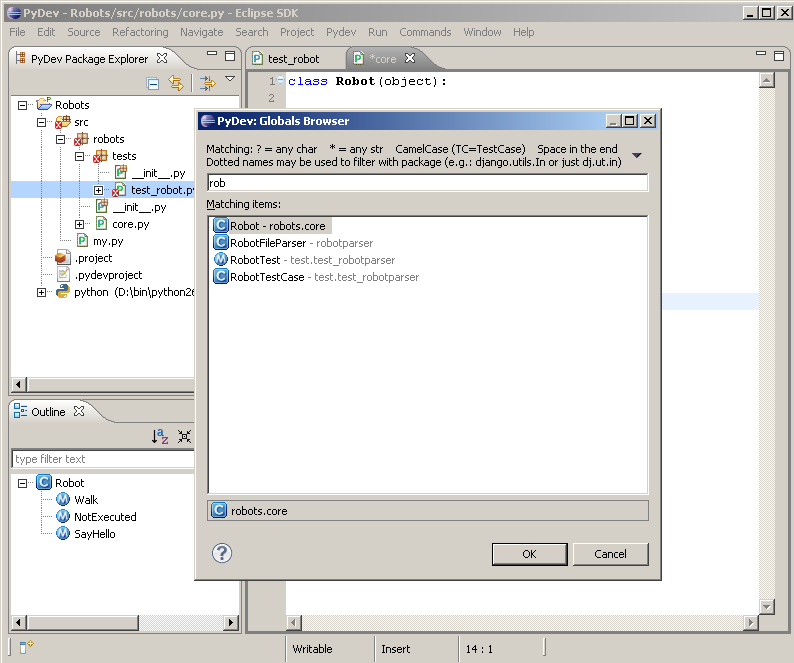 PyDev - Robots/src/robots/core.py - Eclipse SDK
File Edit Source Refactoring Navigate Search Project Pydev Run Commands Window Help
PyDev Package Explorer
test_robot
*core
Robots
src
robots
tests
__init__.py
test_robot.py
__init__.py
core.py
my.py
.project
.pydevproject
python (D:\bin\python26
1 class Robot(object):
2
PyDev: Globals Browser
Matching: ? = any char * = any str CamelCase (TC=TestCase) Space in the end
Dotted names may be used to filter with package (e.g.: django.utils.In or just dj.ut.in)
rob
Matching items:
Robot - robots.core
RobotFileParser - robotparser
RobotTest - test.test_robotparser
RobotTestCase - test.test_robotparser
robots.core
OK
Cancel
Outline
type filter text
Robot
Walk
NotExecuted
SayHello
Writable
Insert
14 : 1